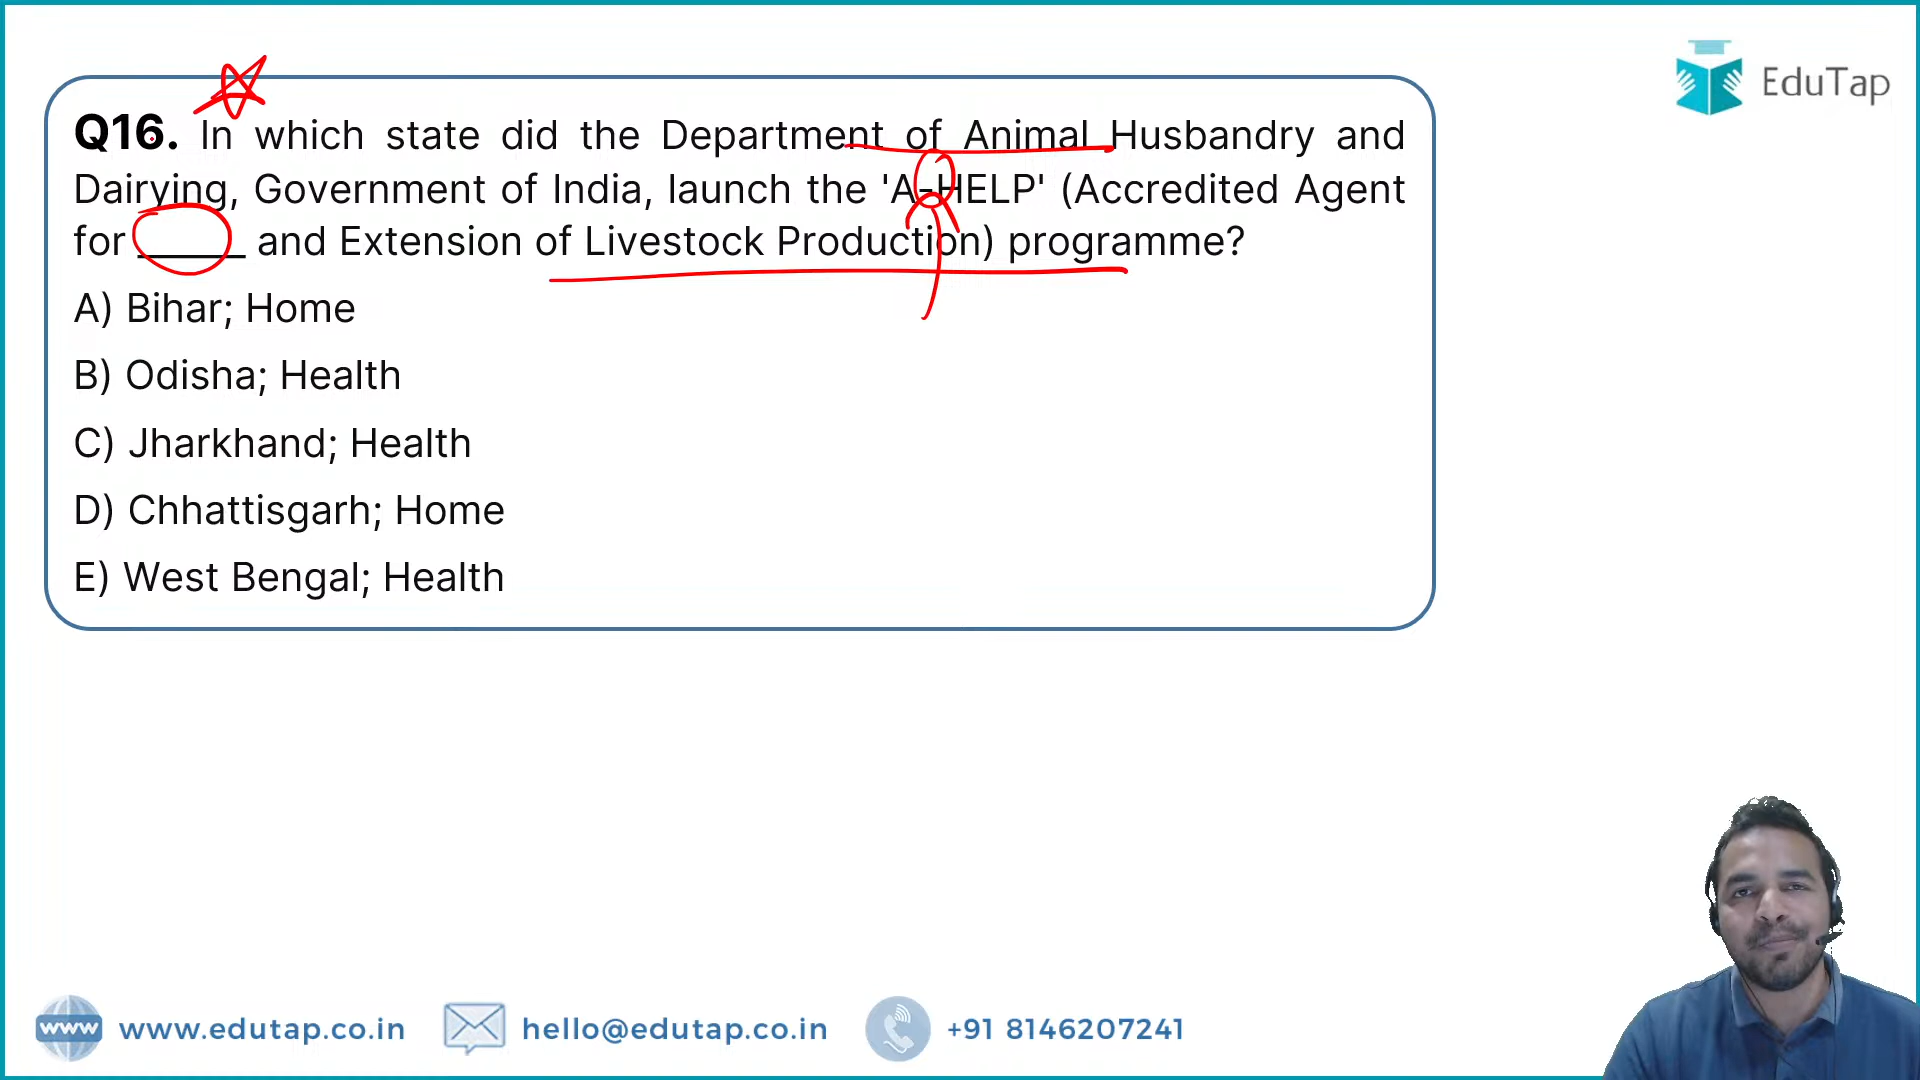 EduTap
Q16. In which state did the Department of Animal Husbandry and
Dairying, Government of India, launch the 'A-HELP' (Accredited Agent
for _____ and Extension of Livestock Production) programme?
A) Bihar; Home
B) Odisha; Health
C) Jharkhand; Health
D) Chhattisgarh; Home
E) West Bengal; Health
www www.edutap.co.in hello@edutap.co.in +91 8146207241